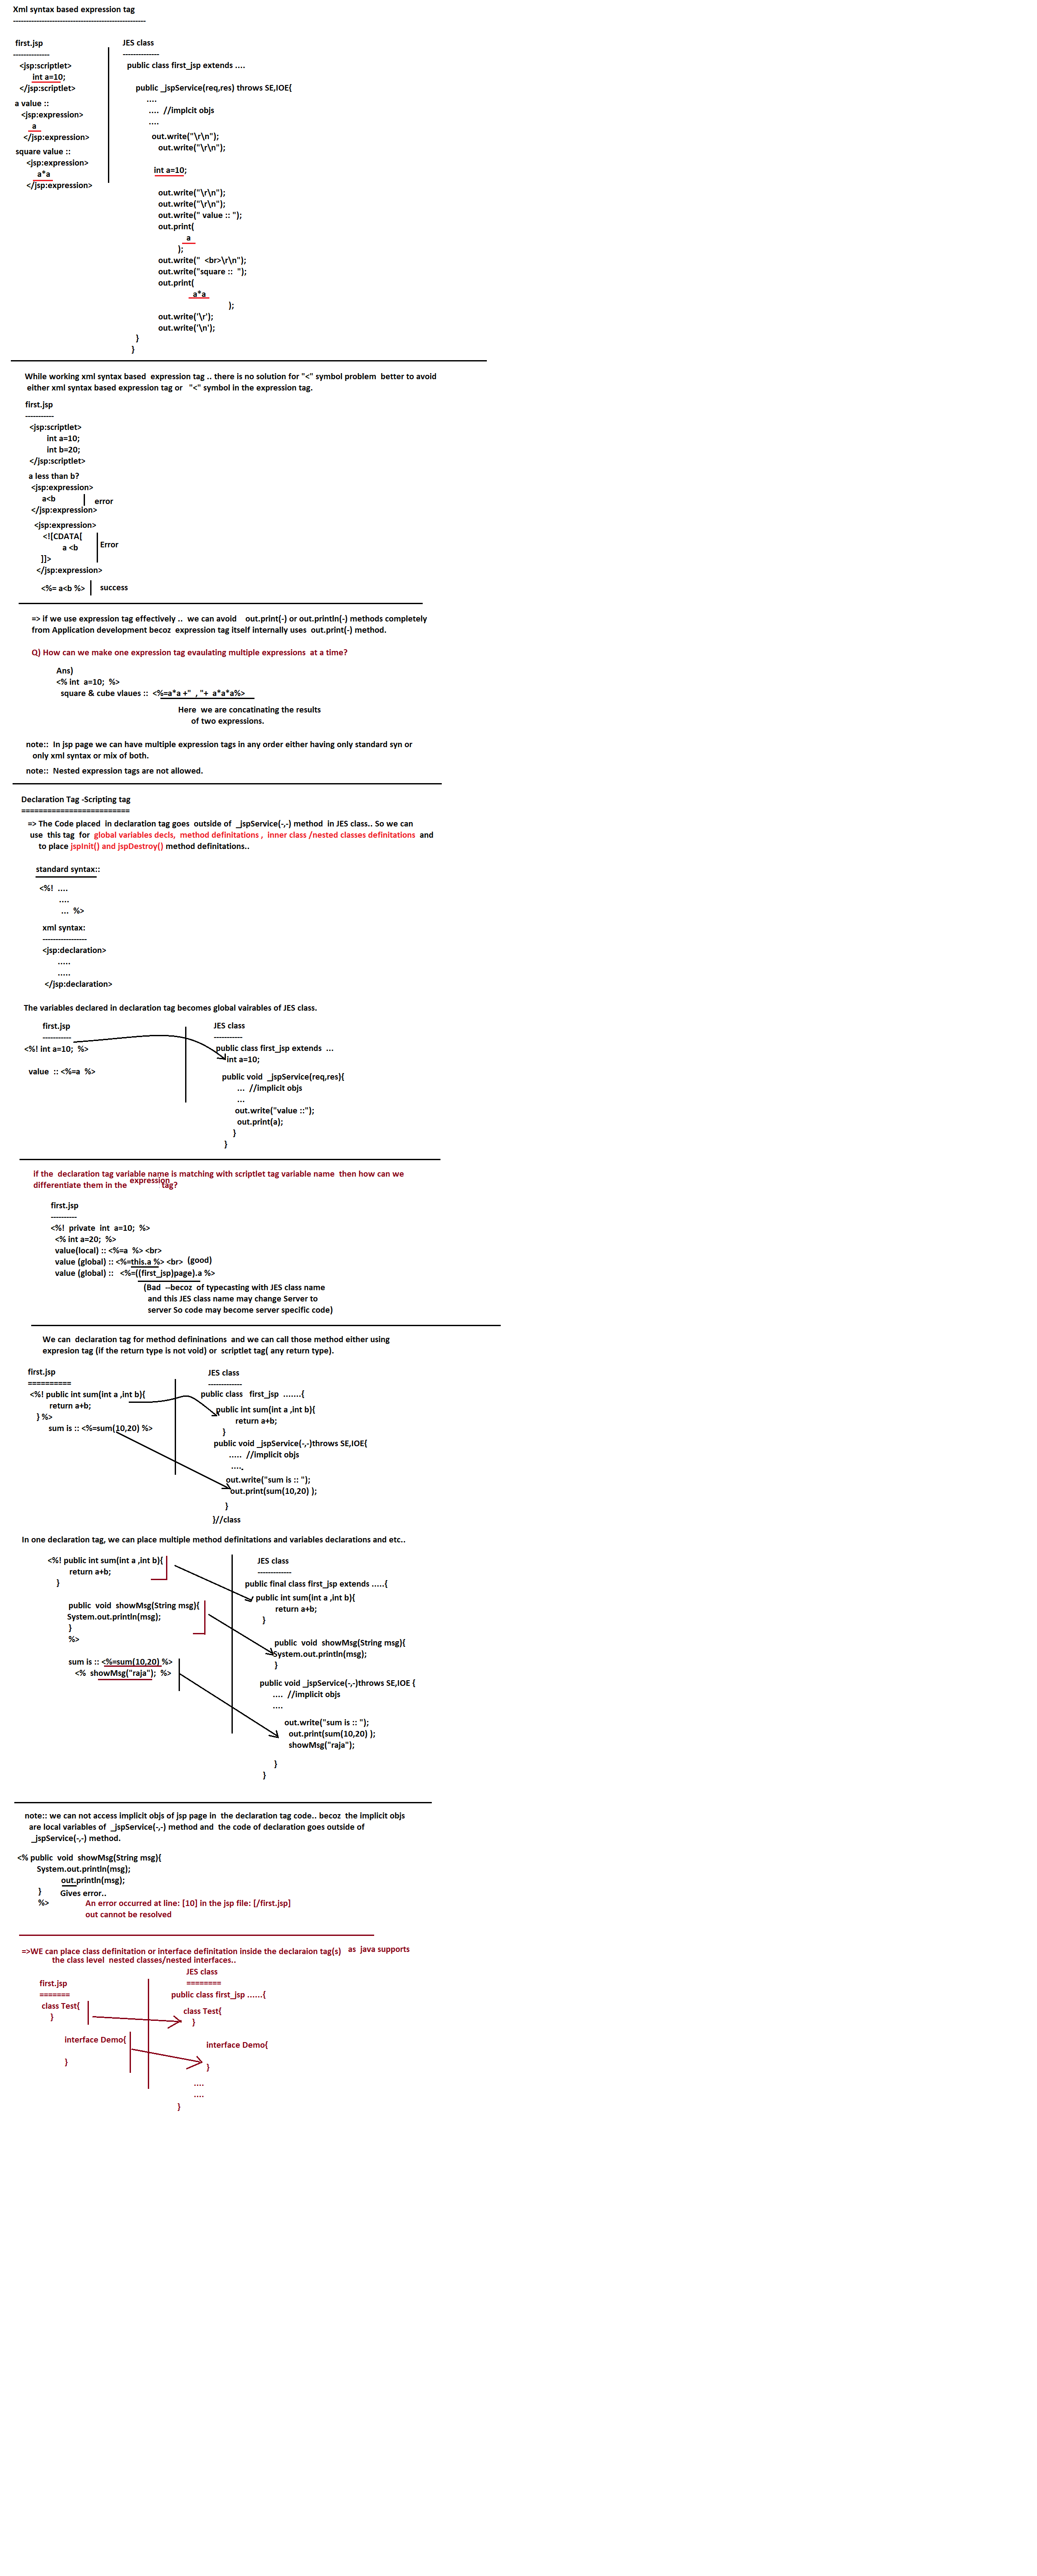 Xml syntax based expression tag
----------------------------------------------------
first.jsp
--------------
<jsp:scriptlet>
int a=10;
</jsp:scriptlet>
a value ::
<jsp:expression>
a
</jsp:expression>
square value ::
<jsp:expression>
a*a
</jsp:expression>
JES class
--------------
public class first_jsp extends ....
public _jspService(req,res) throws SE,IOE{
....
.... //implcit objs
....
out.write("\r\n");
out.write("\r\n");
int a=10;
out.write("\r\n");
out.write("\r\n");
out.write(" value :: ");
out.print(
a
);
out.write(" <br>\r\n");
out.write("square :: ");
out.print(
a*a
);
out.write('\r');
out.write('\n');
}
}
While working xml syntax based expression tag .. there is no solution for "<" symbol problem better to avoid
either xml syntax based expression tag or "<" symbol in the expression tag.
first.jsp
-----------
<jsp:scriptlet>
int a=10;
int b=20;
</jsp:scriptlet>
a less than b?
<jsp:expression>
a<b error
</jsp:expression>
<jsp:expression>
<![CDATA[
a <b Error
]]>
</jsp:expression>
<%= a<b %> success
=> if we use expression tag effectively .. we can avoid out.print(-) or out.println(-) methods completely
from Application development becoz expression tag itself internally uses out.print(-) method.
Q) How can we make one expression tag evaulating multiple expressions at a time?
Ans)
<% int a=10; %>
square & cube vlaues :: <%=a*a +" , "+ a*a*a%>
Here we are concatinating the results
of two expressions.
note:: In jsp page we can have multiple expression tags in any order either having only standard syn or
only xml syntax or mix of both.
note:: Nested expression tags are not allowed.
Declaration Tag -Scripting tag
=========================
=> The Code placed in declaration tag goes outside of _jspService(-,-) method in JES class.. So we can
use this tag for global variables decls, method definitions , inner class /nested classes definitations and
to place jspInit() and jspDestroy() method definitions..
standard syntax::
<%! ....
....
... %>
xml syntax:
-----------------
<jsp:declaration>
.....
.....
</jsp:declaration>
The variables declared in declaration tag becomes global vairables of JES class.
first.jsp
-----------
<%! int a=10; %>
value :: <%=a %>
JES class
-----------
public class first_jsp extends ...
int a=10;
public void _jspService(req,res){
... //implicit objs
...
out.write("value ::");
out.print(a);
}
}
if the declaration tag variable name is matching with scriptlet tag variable name then how can we
differentiate them in the expression tag?
first.jsp
----------
<%! private int a=10; %>
<% int a=20; %>
value(local) :: <%=a %> <br>
value (global) :: <%=this.a %> <br> (good)
value (global) :: <%=((first_jsp)page).a %>
(Bad --becoz of typecasting with JES class name
and this JES class name may change Server to
server So code may become server specific code)
We can declaration tag for method defininations and we can call those method either using
expresion tag (if the return type is not void) or scriptlet tag( any return type).
first.jsp
==========
<%! public int sum(int a ,int b){
return a+b;
} %>
sum is :: <%=sum(10,20) %>
JES class
-------------
public class first_jsp .......{
public int sum(int a ,int b){
return a+b;
}
public void _jspService(-,-)throws SE,IOE{
..... //implicit objs
.....
out.write("sum is :: ");
out.print(sum(10,20) );
}
}//class
In one declaration tag, we can place multiple method definitions and variables declarations and etc..
<%! public int sum(int a ,int b){
return a+b;
}
public void showMsg(String msg){
System.out.println(msg);
}
%>
sum is :: <%=sum(10,20) %>
<% showMsg("raja"); %>
JES class
-------------
public final class first_jsp extends .....{
public int sum(int a ,int b){
return a+b;
}
public void showMsg(String msg){
System.out.println(msg);
}
public void _jspService(-,-)throws SE,IOE {
.... //implicit objs
....
out.write("sum is :: ");
out.print(sum(10,20) );
showMsg("raja");
}
}
note:: we can not access implicit objs of jsp page in the declaration tag code.. becoz the implicit objs
are local variables of _jspService(-,-) method and the code of declaration goes outside of
_jspService(-,-) method.
<% public void showMsg(String msg){
System.out.println(msg);
out.println(msg);
} Gives error..
%> An error occurred at line: [10] in the jsp file: [/first.jsp]
out cannot be resolved
=>WE can place class definitation or interface definitation inside the declaraion tag(s) as java supports
the class level nested classes/nested interfaces..
first.jsp
=======
class Test{
}
interface Demo{
}
JES class
========
public class first_jsp ......{
class Test{
}
interface Demo{
}
....
....
}